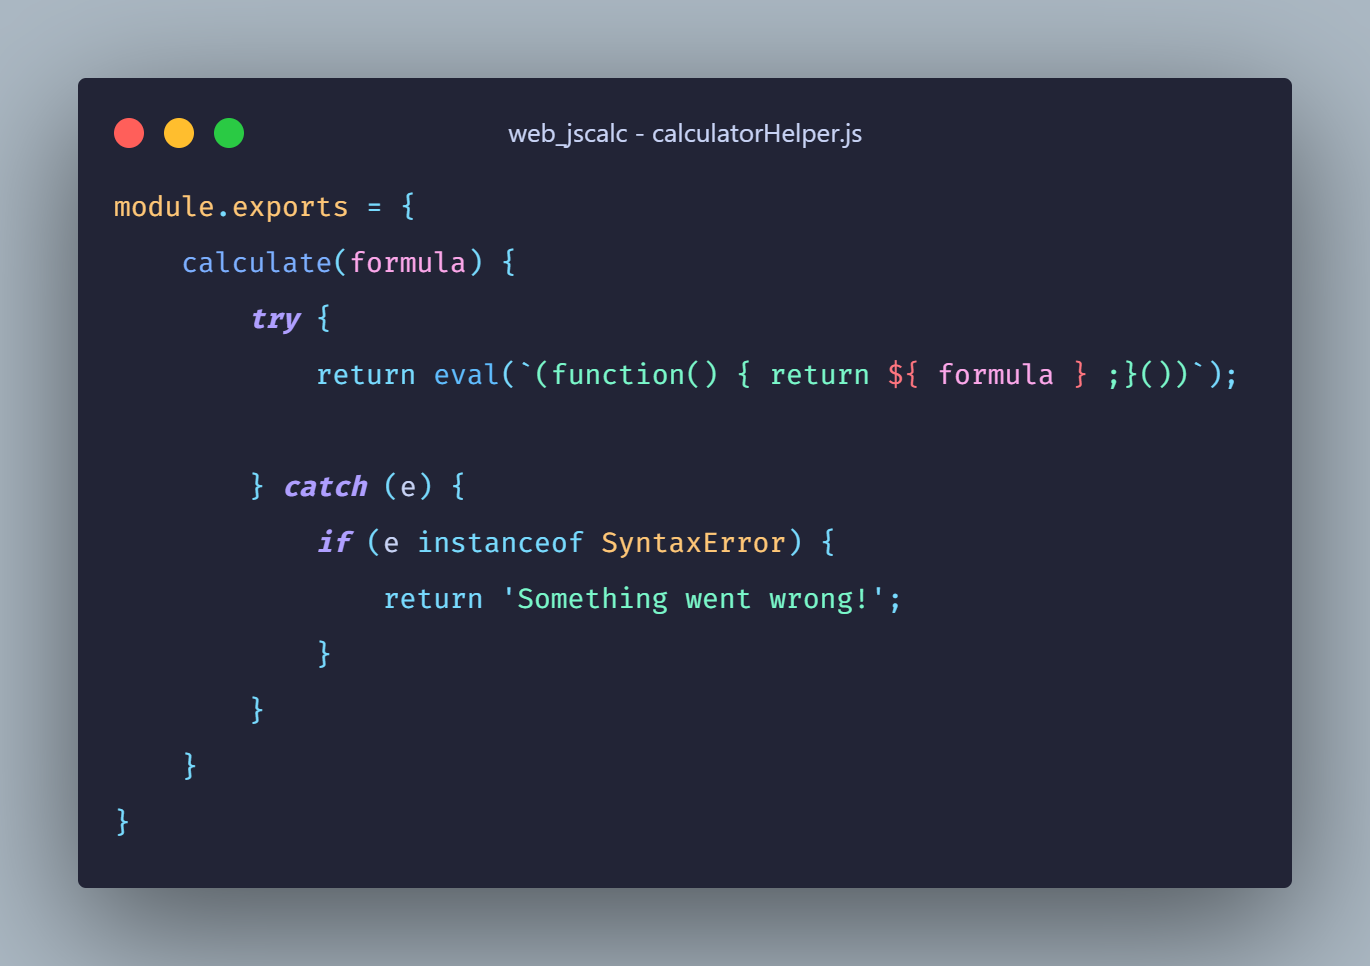 web_jscalc - calculatorHelper.js
module.exports = {
    calculate(formula) {
        try {
            return eval(`(function() { return ${ formula } ;}())`);

        } catch (e) {
            if (e instanceof SyntaxError) {
                return 'Something went wrong!';
            }
        }
    }
}